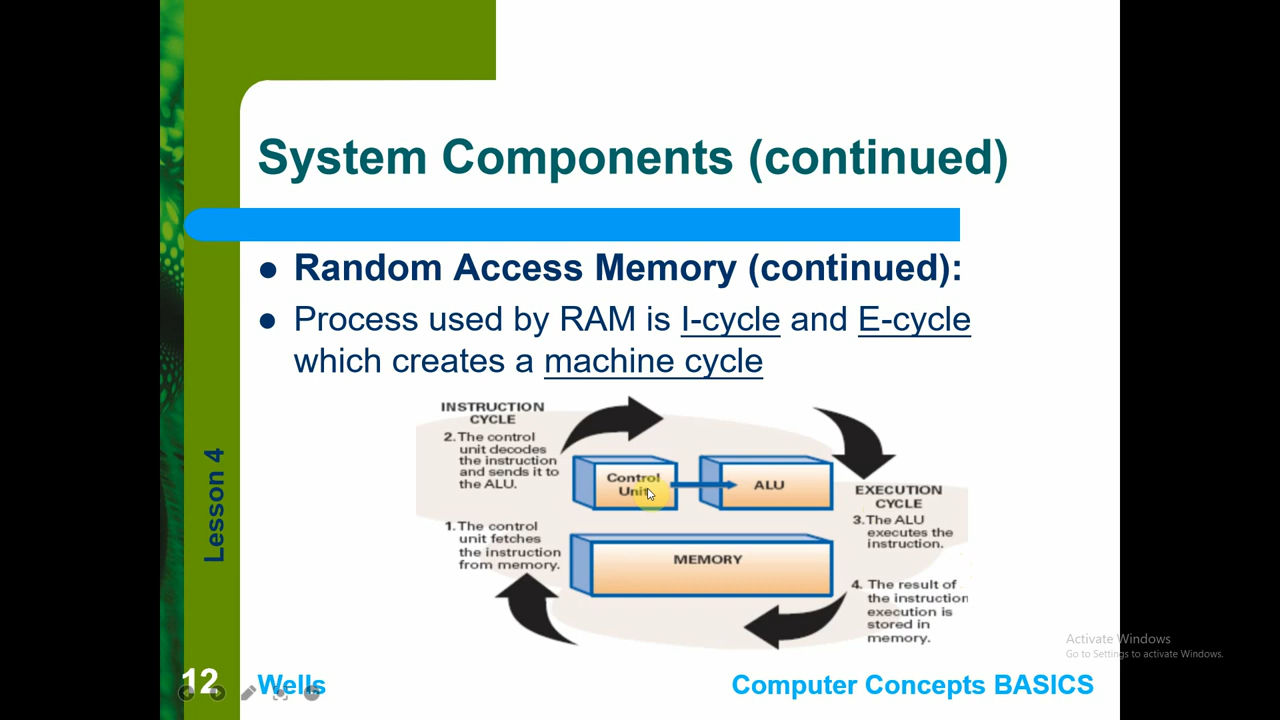 System Components (continued)
Random Access Memory (continued):
Process used by RAM is I-cycle and E-cycle
which creates a machine cycle
INSTRUCTION
CYCLE
2. The control
unit decodes
the instruction
and sends it to
the ALU.
1. The control
unit fetches
the instruction
from memory.
Control
Unit
ALU
MEMORY
EXECUTION
CYCLE
3. The ALU
executes the
instruction.
4. The result of
the instruction
execution is
stored in
memory.
Lesson 4
Activate Windows
Go to Settings to activate Windows.
12
Wells
Computer Concepts BASICS